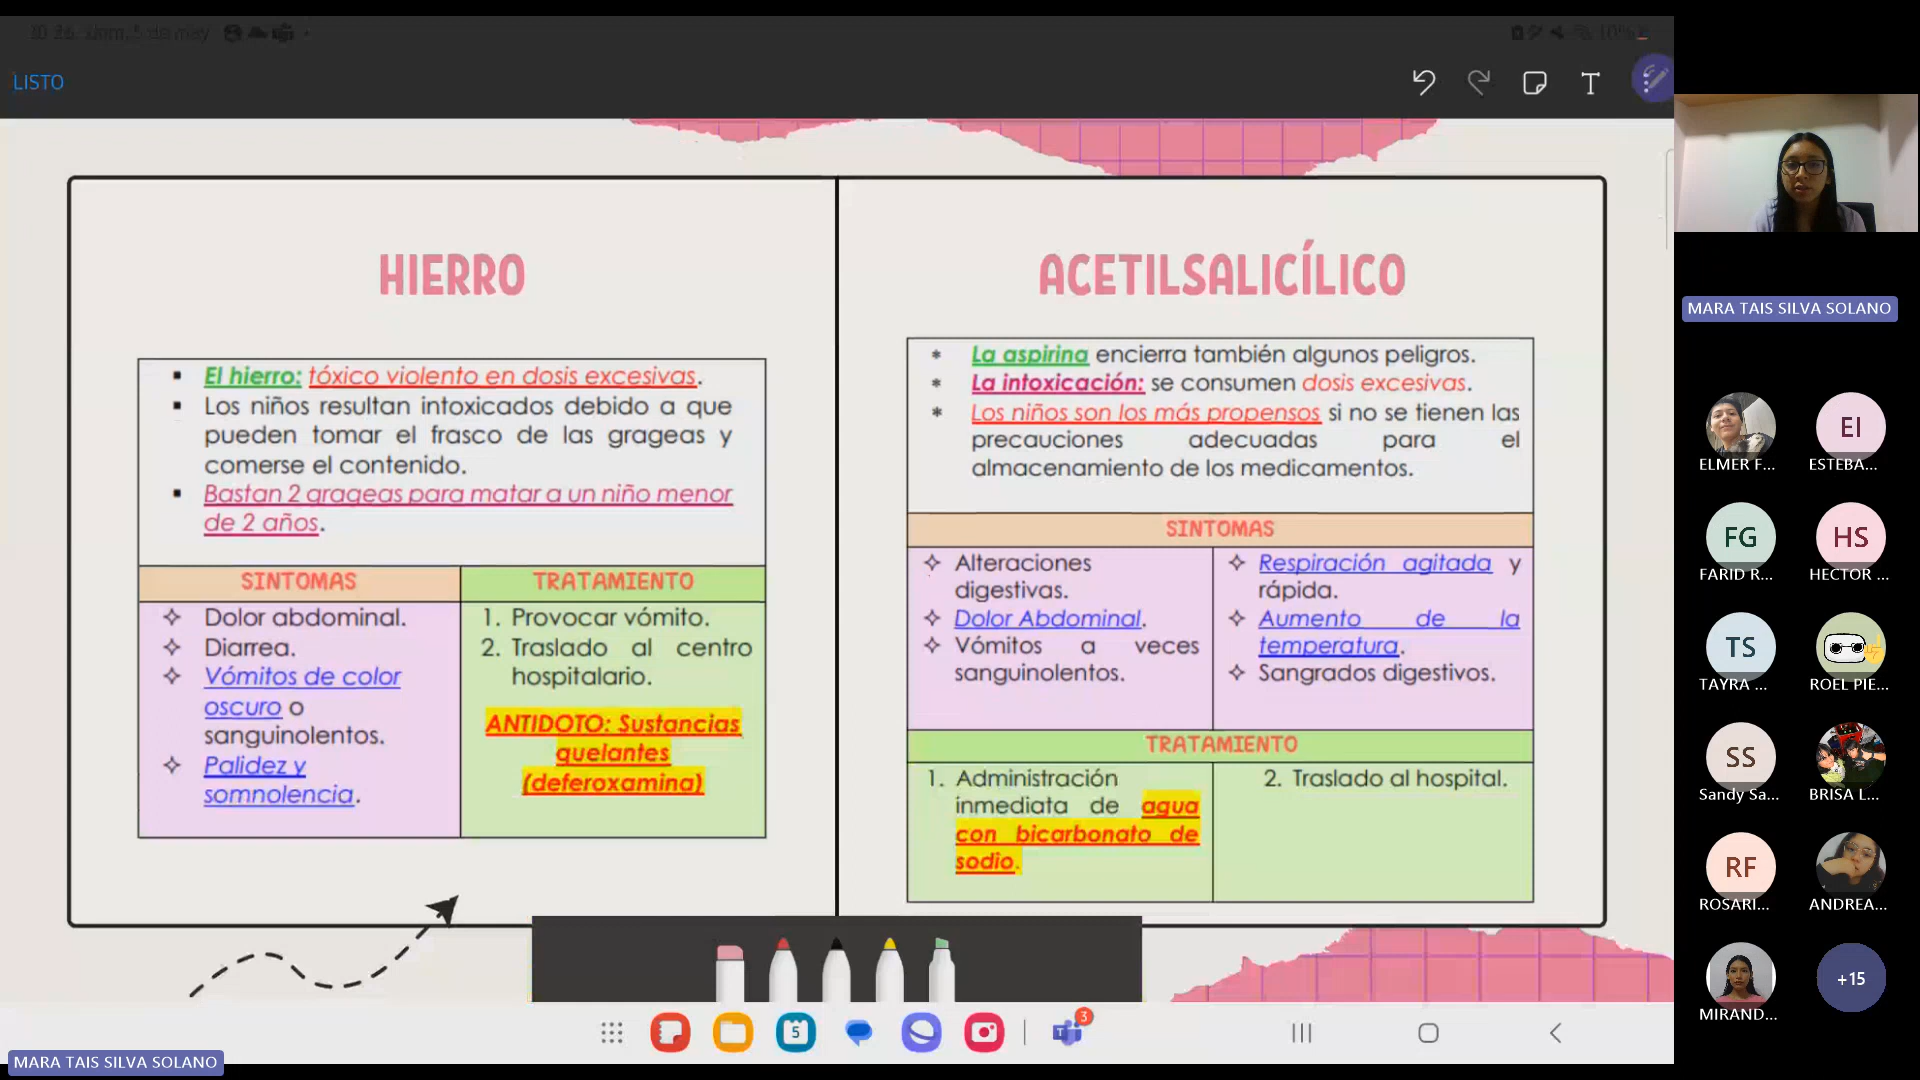 LISTO
HIERRO
▪ El hierro: tóxico violento en dosis excesivas.
▪ Los niños resultan intoxicados debido a que
pueden tomar el frasco de las grageas y
comerse el contenido.
▪ Bastan 2 grageas para matar a un niño menor
de 2 años.
SINTOMAS
✧ Dolor abdominal.
✧ Diarrea.
✧ Vómitos de color
oscuro o
sanguinolentos.
✧ Palidez y
somnolencia.
TRATAMIENTO
1. Provocar vómito.
2. Traslado al centro
hospitalario.
ANTIDOTO: Sustancias
quelantes
(deferoxamina)
ACETILSALICÍLICO
* La aspirina encierra también algunos peligros.
* La intoxicación: se consumen dosis excesivas.
* Los niños son los más propensos si no se tienen las
precauciones adecuadas para el
almacenamiento de los medicamentos.
SINTOMAS
✧ Alteraciones
digestivas.
✧ Dolor Abdominal.
✧ Vómitos a veces
sanguinolentos.
✧ Respiración agitada y
rápida.
✧ Aumento de la
temperatura.
✧ Sangrados digestivos.
TRATAMIENTO
1. Administración
inmediata de agua
con bicarbonato de
sodio.
2. Traslado al hospital.
T
5
3
MARA TAIS SILVA SOLANO
MARA TAIS SILVA SOLANO
ELMER F...
EI
ESTEBA...
FG
FARID R...
HS
HECTOR ...
TS
TAYRA ...
ROEL PIE...
SS
Sandy Sa...
BRISA L...
RF
ROSARI...
ANDREA...
MIRAND...
+15